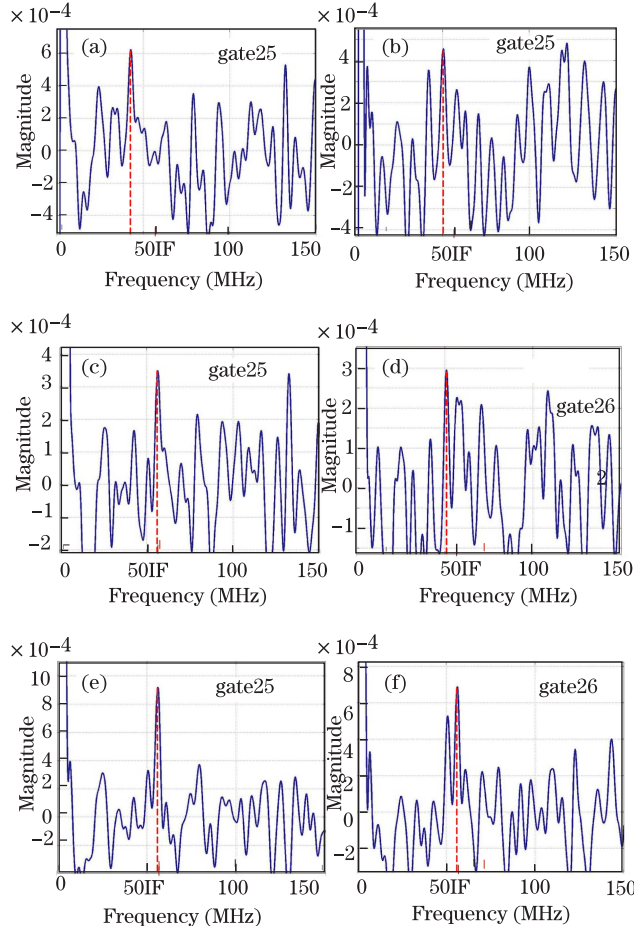 × 10 −4
(a)
gate25
6
4
2
0
−2
−4
Magnitude
0
50IF
100
150
Frequency (MHz)
× 10 −4
(b)
gate25
4
2
0
−2
−4
Magnitude
0
50IF
100
150
Frequency (MHz)
× 10 −4
(c)
gate25
4
3
2
1
0
−1
−2
Magnitude
0
50IF
100
150
Frequency (MHz)
× 10 −4
(d)
gate26
3
2
3
1
0
−1
2
Magnitude
0
50IF
100
150
Frequency (MHz)
× 10 −4
(e)
gate25
10
8
6
4
2
0
−2
Magnitude
0
50IF
100
150
Frequency (MHz)
× 10 −4
(f)
gate26
8
6
4
2
0
−2
Magnitude
0
50IF
100
150
Frequency (MHz)